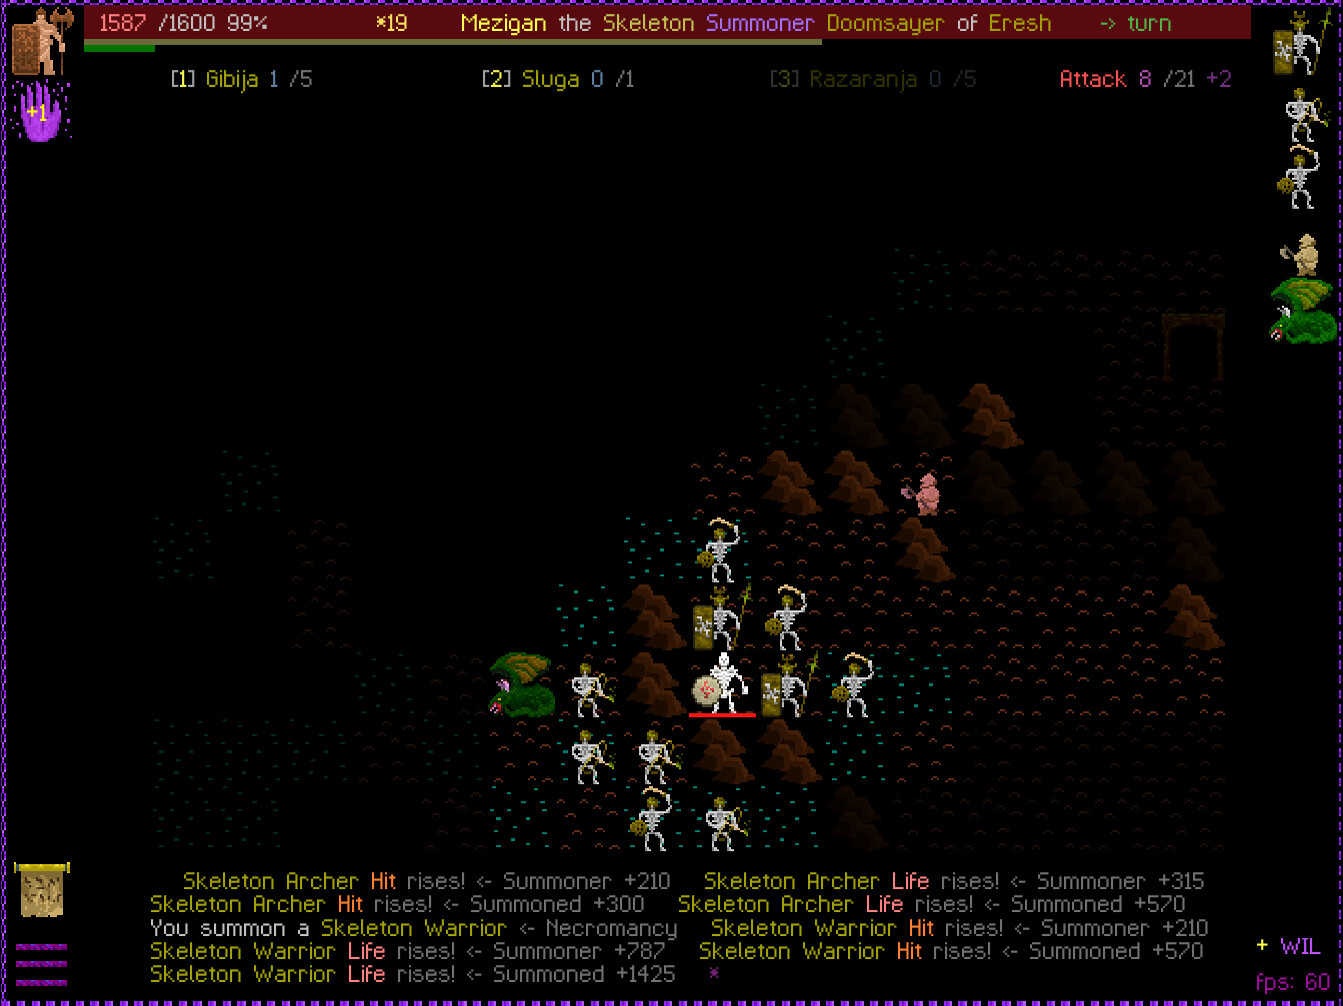 1587 /1600 99% *19 Mezigan the Skeleton Summoner Doomsayer of Eresh -> turn
[1] Gibija 1 /5 [2] Sluga 0 /1 [3] Razaranja 0 /5 Attack 8 /21 +2
+1
Skeleton Archer Hit rises! <- Summoner +210 Skeleton Archer Life rises! <- Summoner +315
Skeleton Archer Hit rises! <- Summoned +300 Skeleton Archer Life rises! <- Summoned +570
You summon a Skeleton Warrior <- Necromancy Skeleton Warrior Hit rises! <- Summoner +210
Skeleton Warrior Life rises! <- Summoner +787 Skeleton Warrior Hit rises! <- Summoned +570
Skeleton Warrior Life rises! <- Summoned +1425 *
+ WIL
fps: 60